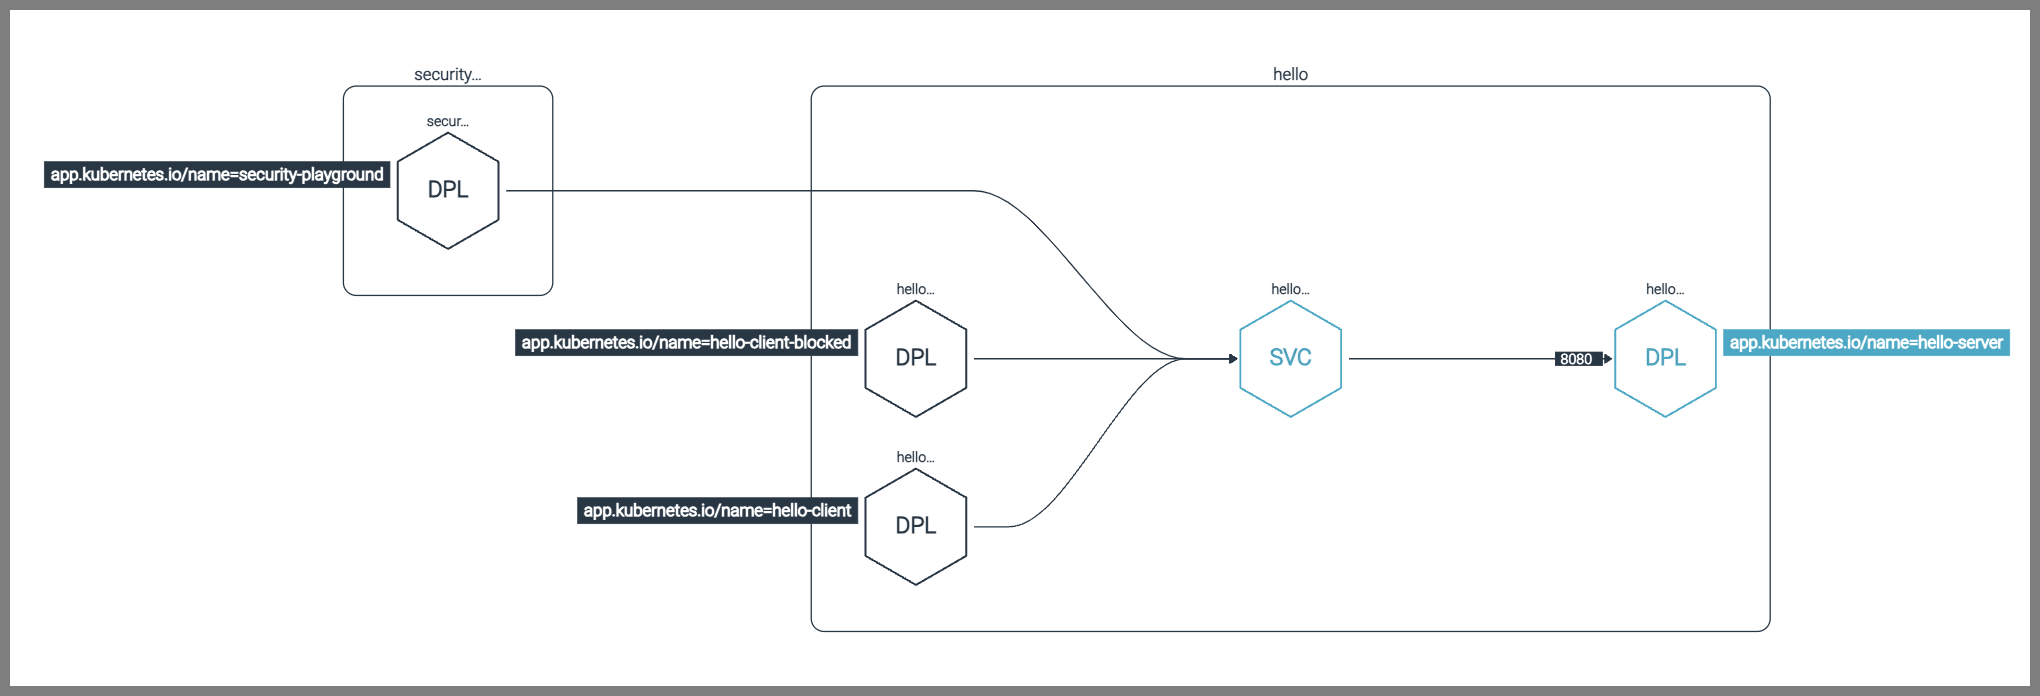 security...
hello
secur...
app.kubernetes.io/name=security-playground
DPL
hello...
hello...
hello...
app.kubernetes.io/name=hello-client-blocked
DPL
SVC
8080
DPL
app.kubernetes.io/name=hello-server
hello...
app.kubernetes.io/name=hello-client
DPL